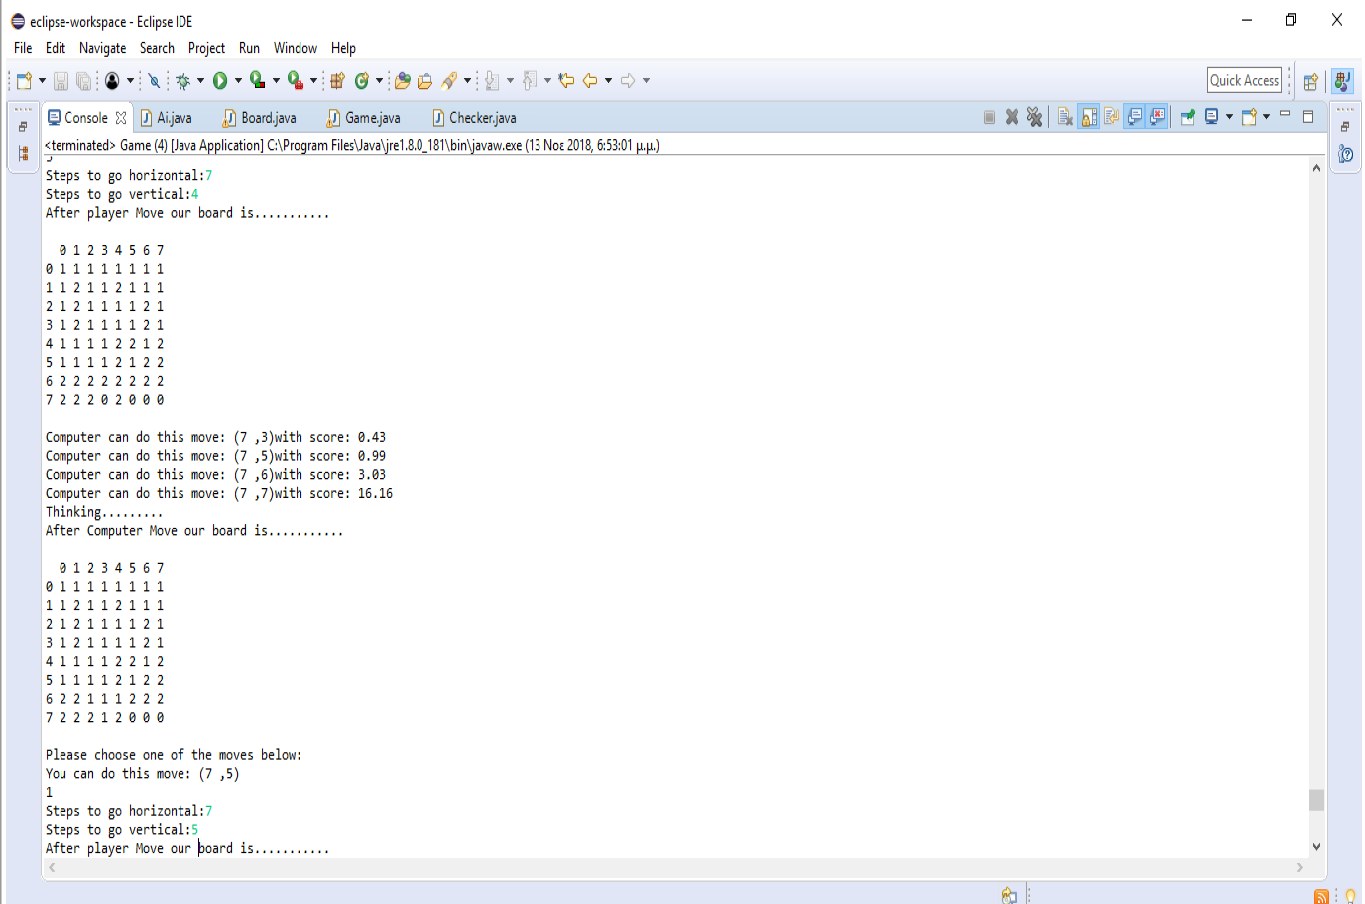 eclipse-workspace - Eclipse IDE
File Edit Navigate Search Project Run Window Help
Quick Access
Console Ai.java Board.java Game.java Checker.java
<terminated> Game (4) [Java Application] C:\Program Files\Java\jre1.8.0_181\bin\javaw.exe (13 Νοε 2018, 6:53:01 μ.μ.)
Steps to go horizontal:7
Steps to go vertical:4
After player Move our board is...........
0 1 2 3 4 5 6 7
0 1 1 1 1 1 1 1 1
1 1 2 1 1 2 1 1 1
2 1 2 1 1 1 1 2 1
3 1 2 1 1 1 1 2 1
4 1 1 1 1 2 2 1 2
5 1 1 1 1 2 1 2 2
6 2 2 2 2 2 2 2 2
7 2 2 2 0 2 0 0 0
Computer can do this move: (7 ,3)with score: 0.43
Computer can do this move: (7 ,5)with score: 0.99
Computer can do this move: (7 ,6)with score: 3.03
Computer can do this move: (7 ,7)with score: 16.16
Thinking.........
After Computer Move our board is...........
0 1 2 3 4 5 6 7
0 1 1 1 1 1 1 1 1
1 1 2 1 1 2 1 1 1
2 1 2 1 1 1 1 2 1
3 1 2 1 1 1 1 2 1
4 1 1 1 1 2 2 1 2
5 1 1 1 1 2 1 2 2
6 2 2 1 1 1 2 2 2
7 2 2 2 1 2 0 0 0
Please choose one of the moves below:
You can do this move: (7 ,5)
1
Steps to go horizontal:7
Steps to go vertical:5
After player Move our board is...........